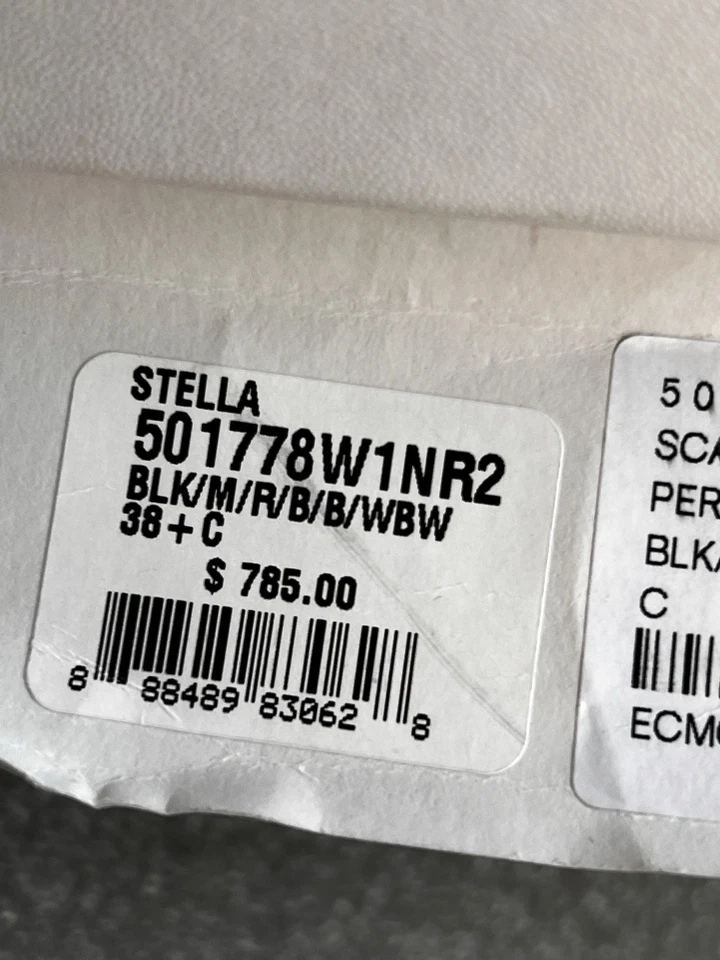 STELLA
501778W1NR2
BLK/M/R/B/B/WBW
38+C
$ 785.00
8 88489 83062 8
50
SCA
PER
BLK/
C
ECM